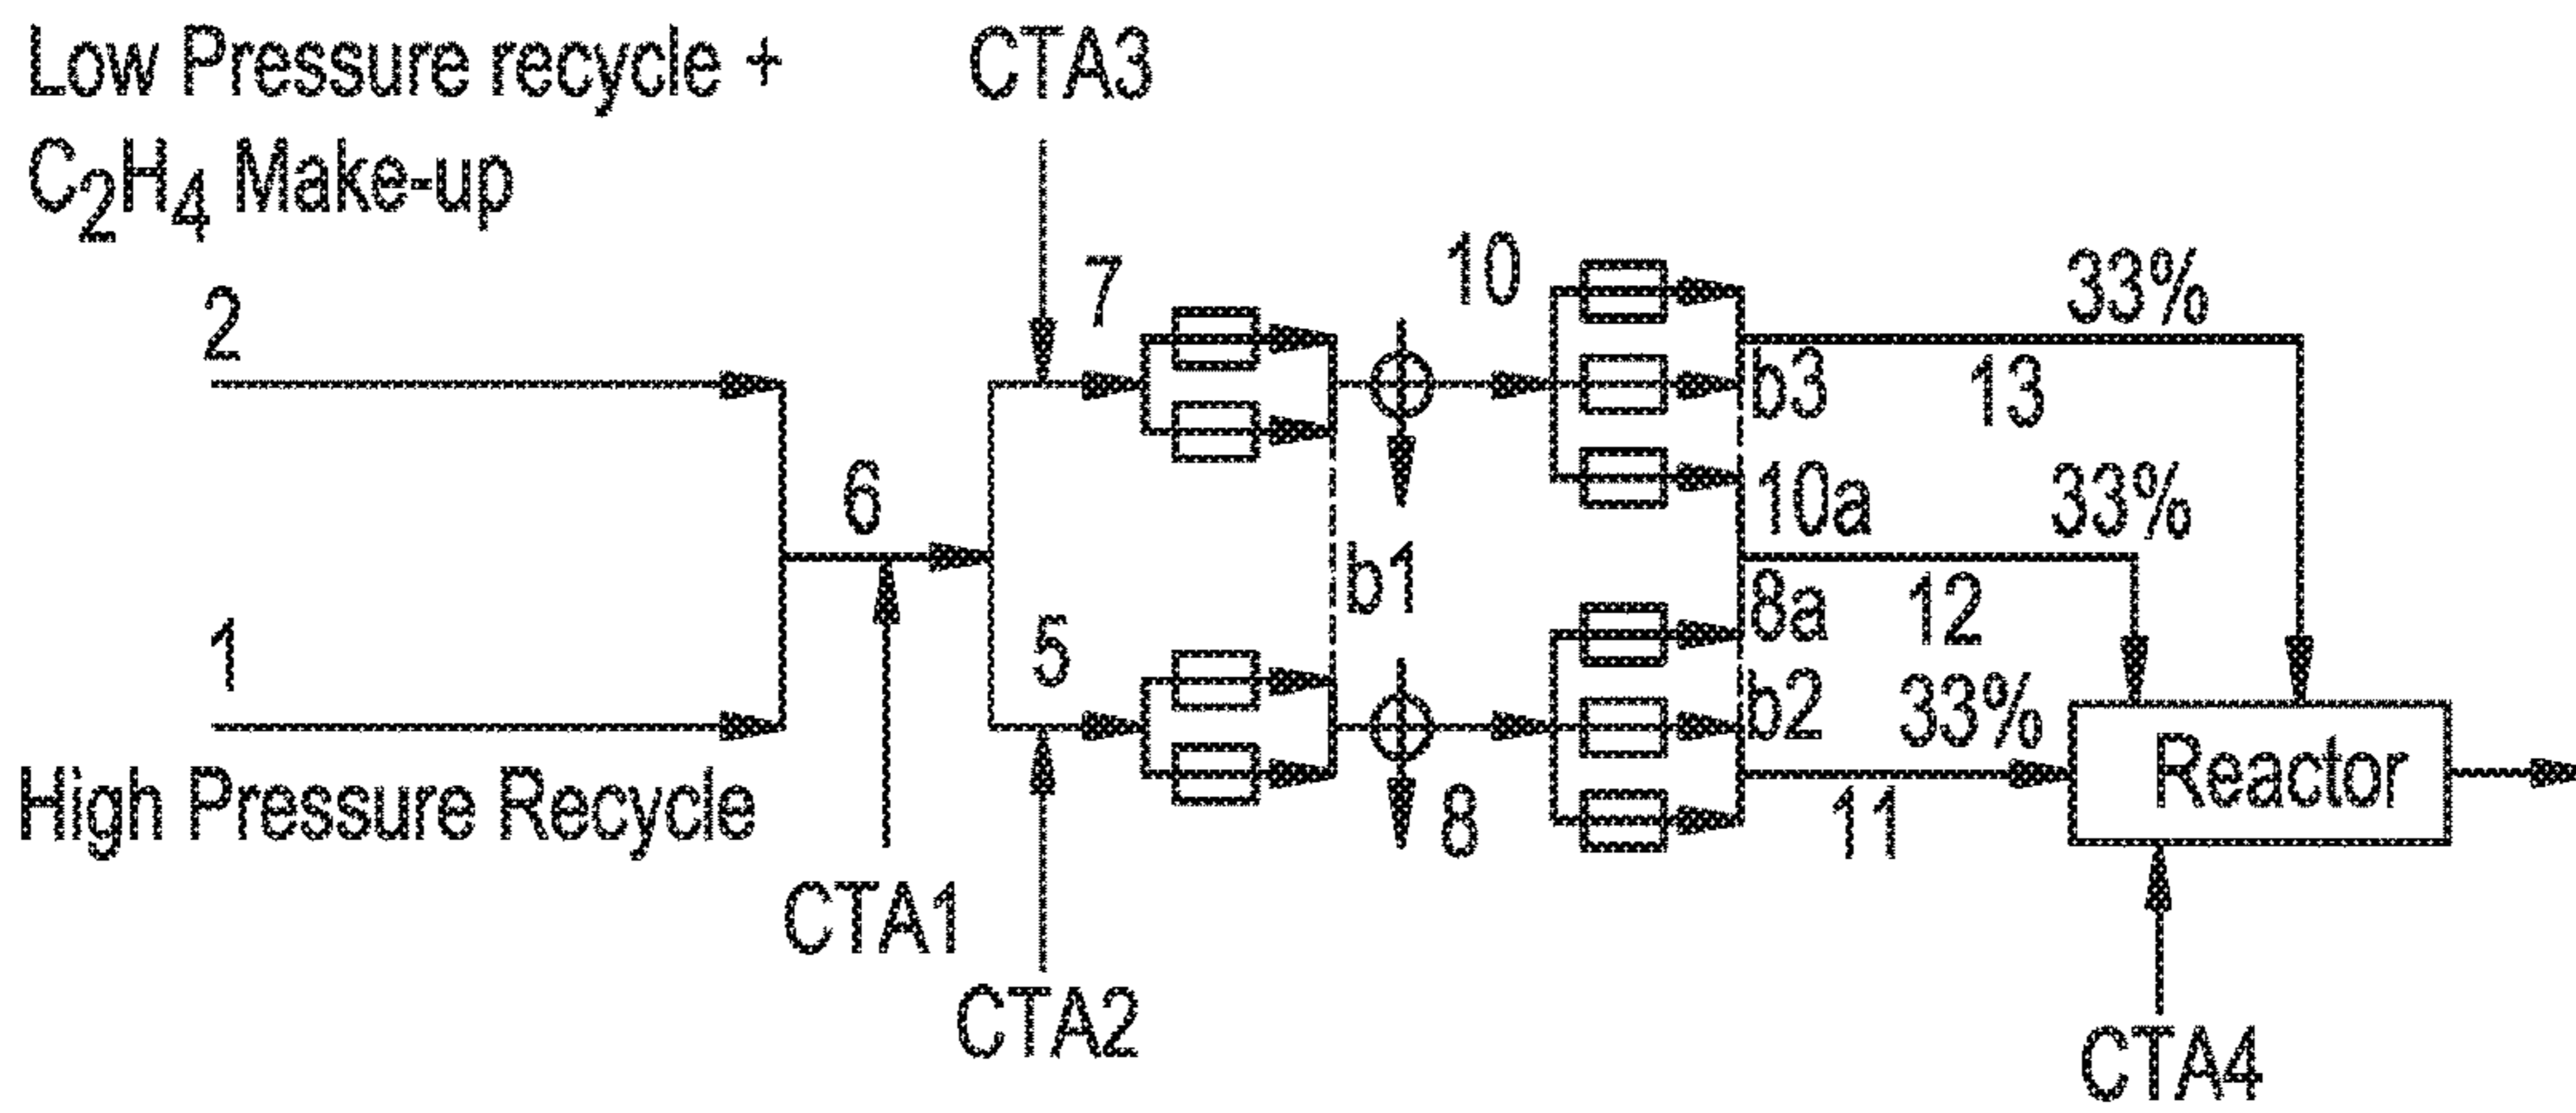 Low Pressure recycle +
C2H4 Make-up
CTA3
2
7
10
33%
b3
13
6
10a
33%
b1
8a
12
1
5
b2
33%
High Pressure Recycle
8
11
Reactor
CTA1
CTA2
CTA4